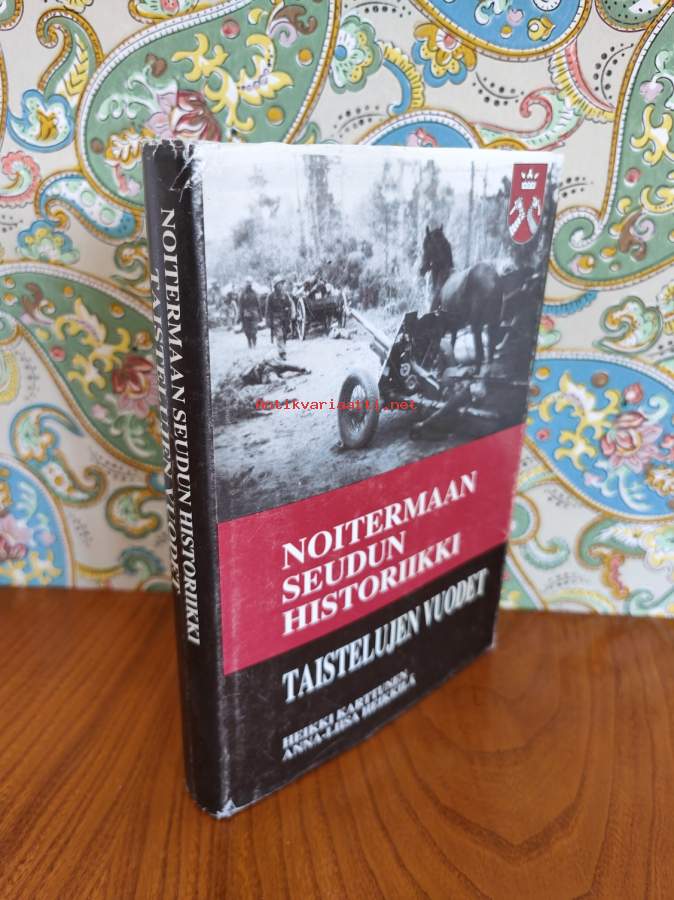 NOITERMAAN SEUDUN HISTORIIKKI
TAISTELUJEN VUODET
antikvariaatti.net
NOITERMAAN
SEUDUN
HISTORIIKKI
TAISTELUJEN VUODET
HEIKKI KARTTUNEN
ANNA-LIISA HEIKKILÄ